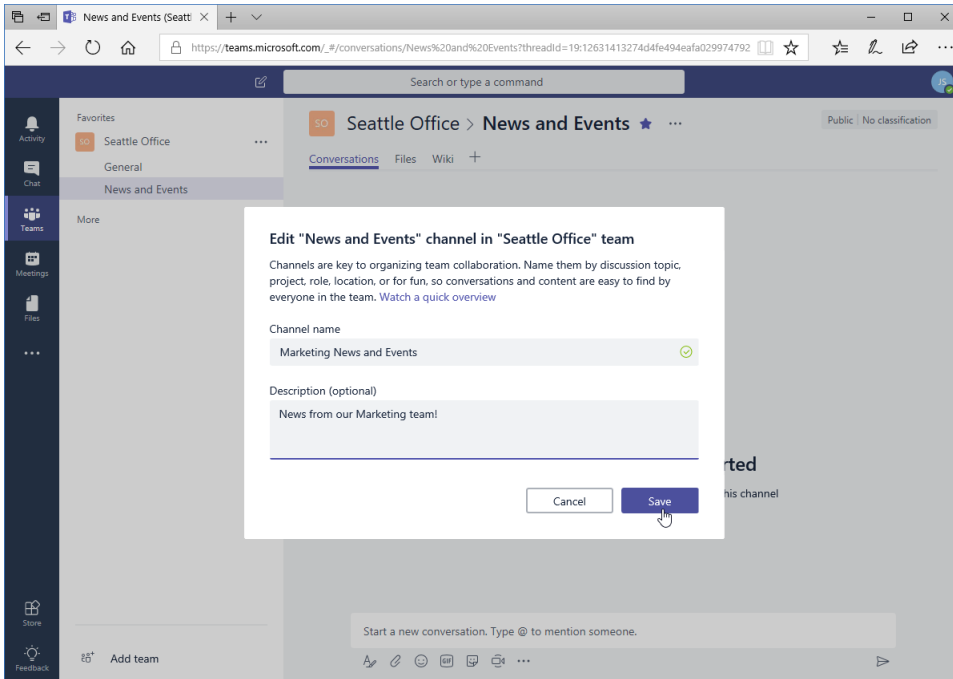 News and Events (Seattl
https://teams.microsoft.com/_#/conversations/News%20and%20Events?threadId=19:12631413274d4fe494eafa029974792
Search or type a command
JS
Activity
Chat
Teams
Meetings
Files
Store
Feedback
Favorites
SO Seattle Office
General
News and Events
More
Add team
SO Seattle Office > News and Events
Public | No classification
Conversations Files Wiki
Edit "News and Events" channel in "Seattle Office" team
Channels are key to organizing team collaboration. Name them by discussion topic,
project, role, location, or for fun, so conversations and content are easy to find by
everyone in the team. Watch a quick overview
Channel name
Marketing News and Events
Description (optional)
News from our Marketing team!
Cancel Save
rted
his channel
Start a new conversation. Type @ to mention someone.
GIF